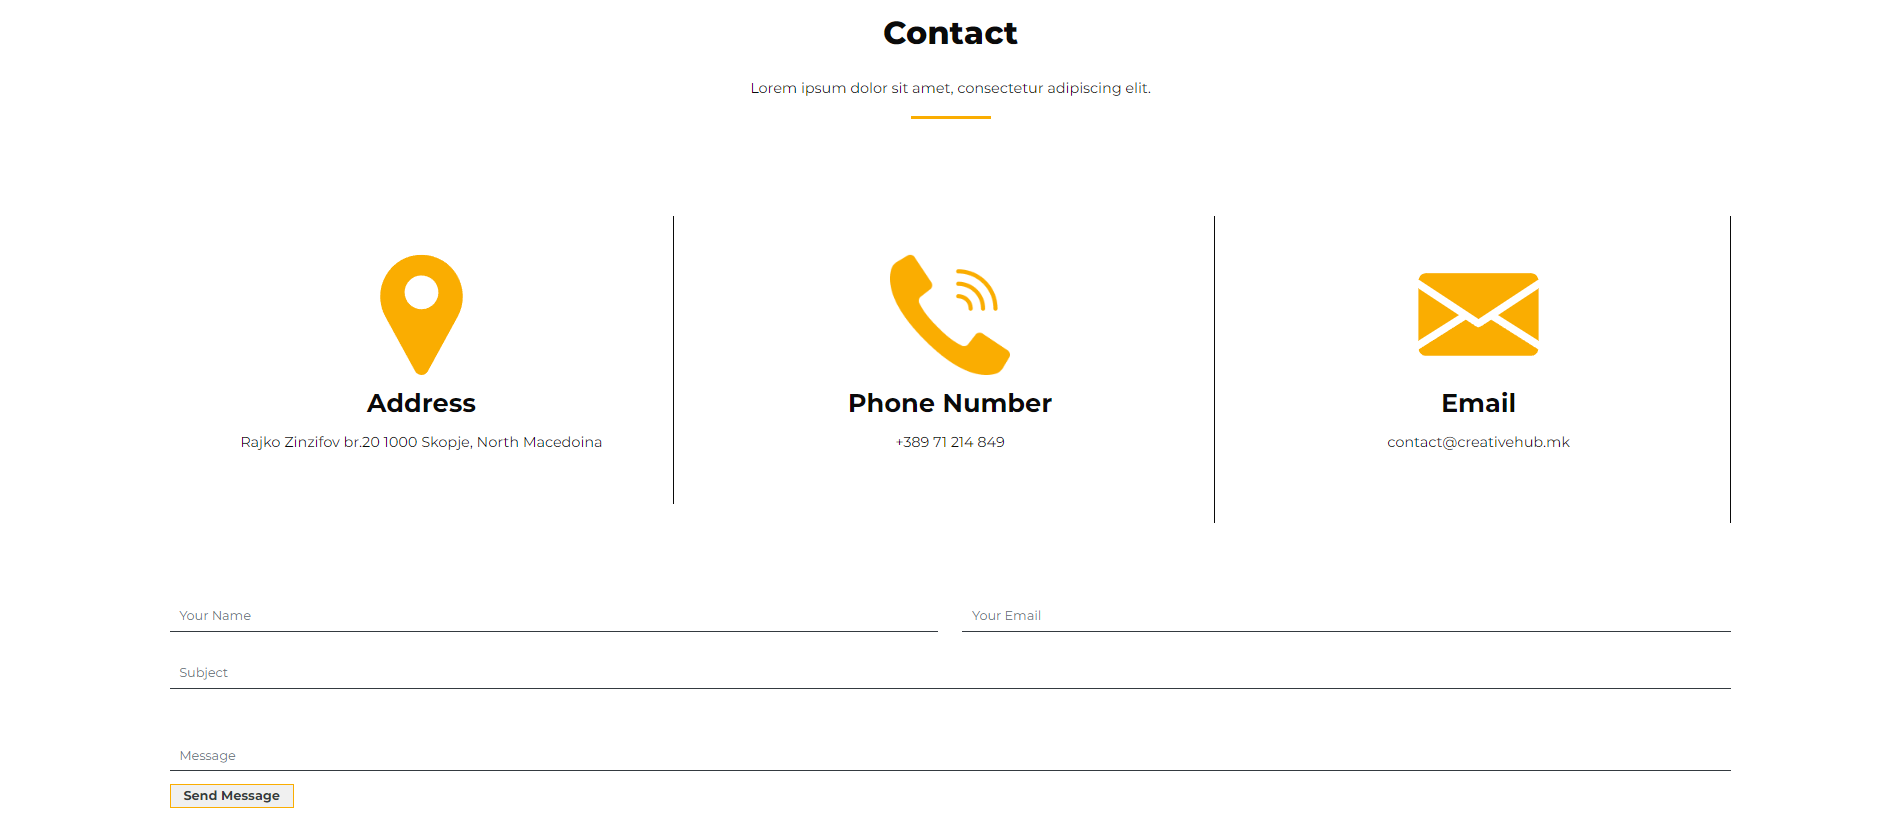 Contact
Lorem ipsum dolor sit amet, consectetur adipiscing elit.
Address
Rajko Zinzifov br.20 1000 Skopje, North Macedoina
Phone Number
+389 71 214 849
Email
contact@creativehub.mk
Your Name
Your Email
Subject
Message
Send Message